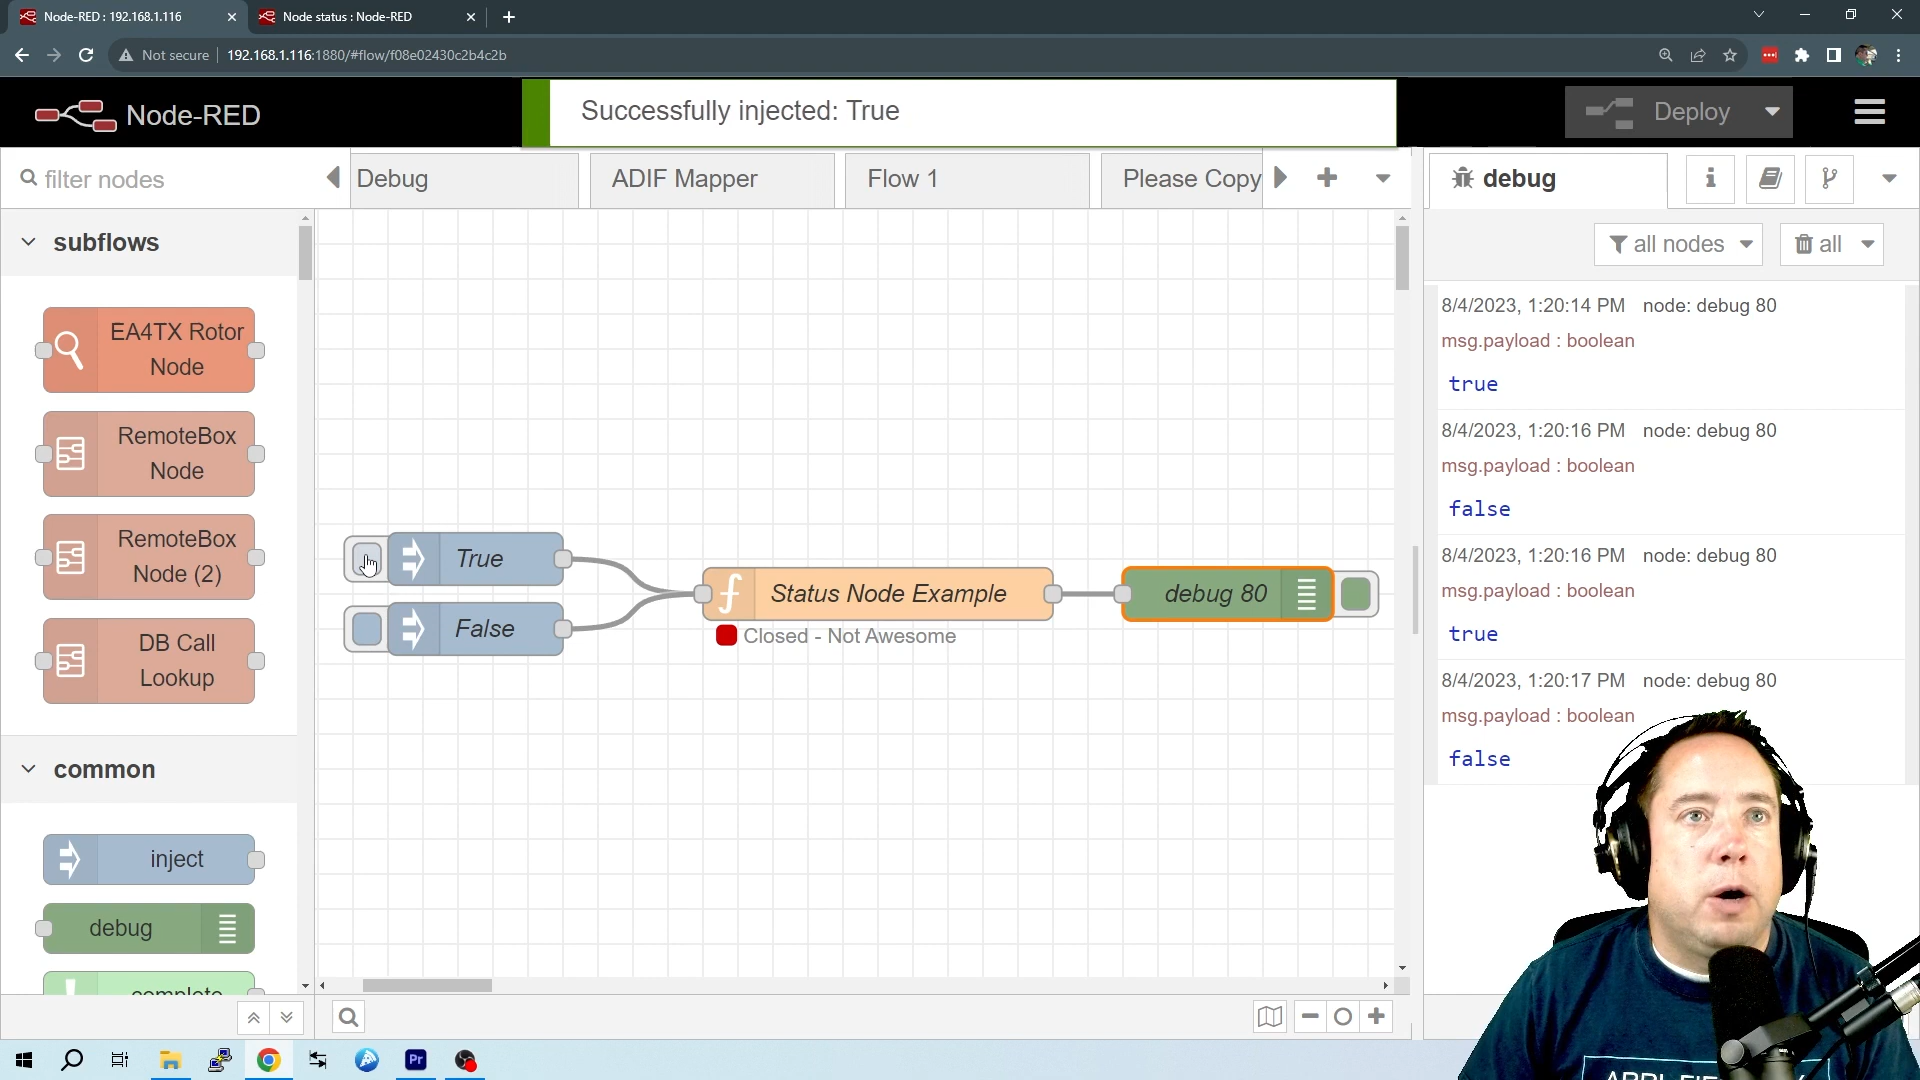 Node-RED : 192.168.1.116
Node status : Node-RED
Not secure
192.168.1.116:1880/#flow/f08e02430c2b4c2b
Node-RED
Successfully injected: True
Deploy
filter nodes
Debug
ADIF Mapper
Flow 1
Please Copy
debug
subflows
all nodes
all
EA4TX Rotor
Node
RemoteBox
Node
RemoteBox
Node (2)
DB Call
Lookup
common
inject
debug
complete
True
False
Status Node Example
Closed - Not Awesome
debug 80
8/4/2023, 1:20:14 PM node: debug 80
msg.payload : boolean
true
8/4/2023, 1:20:16 PM node: debug 80
msg.payload : boolean
false
8/4/2023, 1:20:16 PM node: debug 80
msg.payload : boolean
true
8/4/2023, 1:20:17 PM node: debug 80
msg.payload : boolean
false
Pr